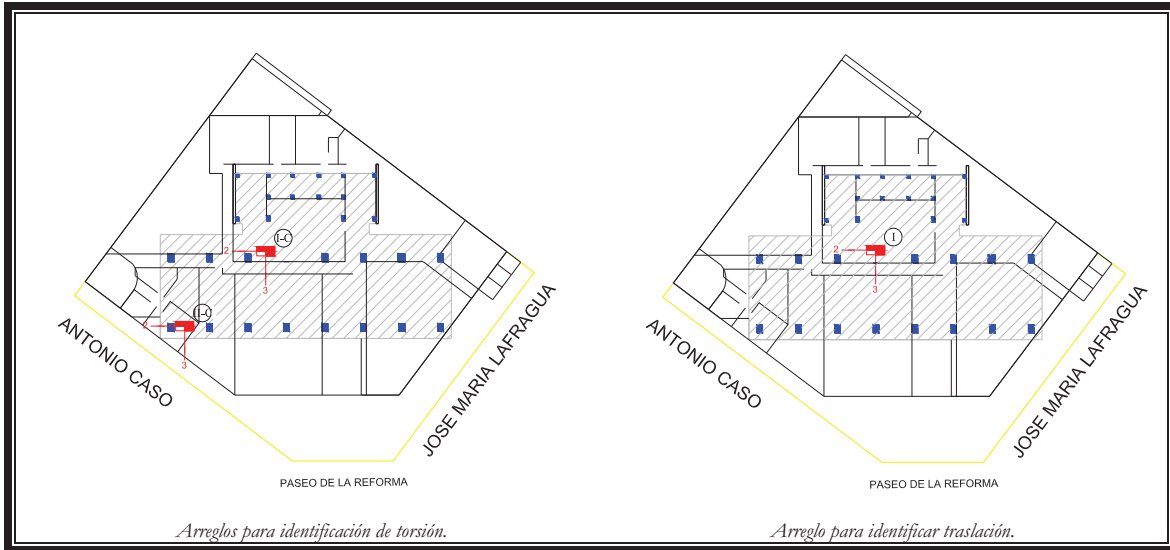 I-C
2
3
I-C
2
3
ANTONIO CASO
JOSE MARIA LAFRAGUA
PASEO DE LA REFORMA
Arreglos para identificación de torsión.
I
2
3
ANTONIO CASO
JOSE MARIA LAFRAGUA
PASEO DE LA REFORMA
Arreglo para identificar traslación.